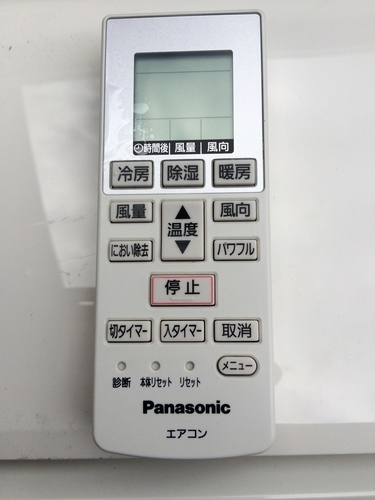 時間後 風量 風向
冷房 除湿 暖房
風量 ▲ 風向
温度
におい除去 ▼ パワフル
停止
切タイマー 入タイマー 取消
メニュー
診断 本体リセット リセット
Panasonic
エアコン